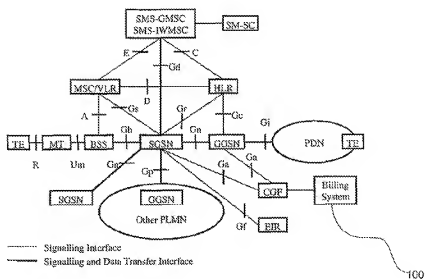 SMS-GMSC
SMS-IWMSC
SM-SC
E
C
Gd
MSC/VLR
HLR
D
Gs
Gr
A
Gc
Gi
TE
MT
BSS
Gb
SGSN
Gn
GGSN
PDN
TE
R
Um
Ga
Gp
Ga
Ga
SGSN
GGSN
CGF
Billing
System
Other PLMN
Gf
EIR
Signalling Interface
Signalling and Data Transfer Interface
100